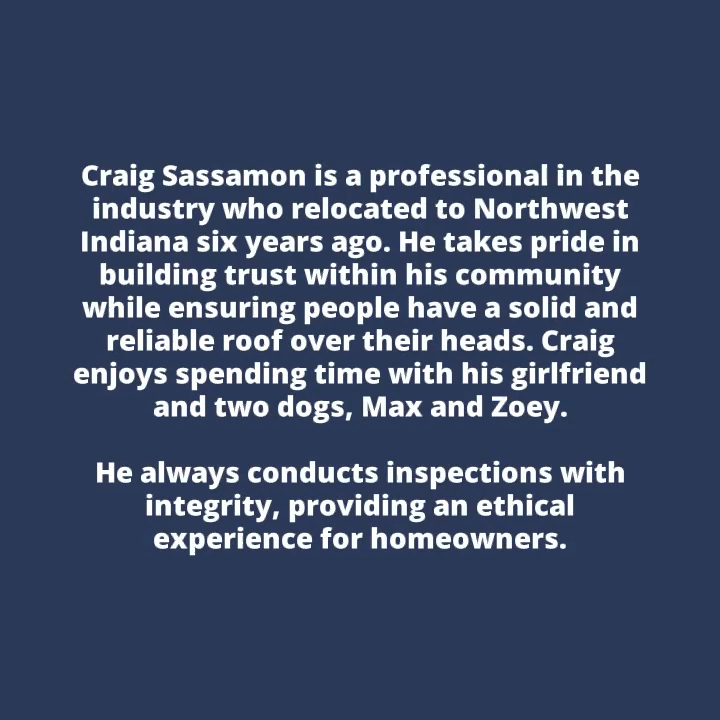 Craig Sassamon is a professional in the
industry who relocated to Northwest
Indiana six years ago. He takes pride in
building trust within his community
while ensuring people have a solid and
reliable roof over their heads. Craig
enjoys spending time with his girlfriend
and two dogs, Max and Zoey.
He always conducts inspections with
integrity, providing an ethical
experience for homeowners.